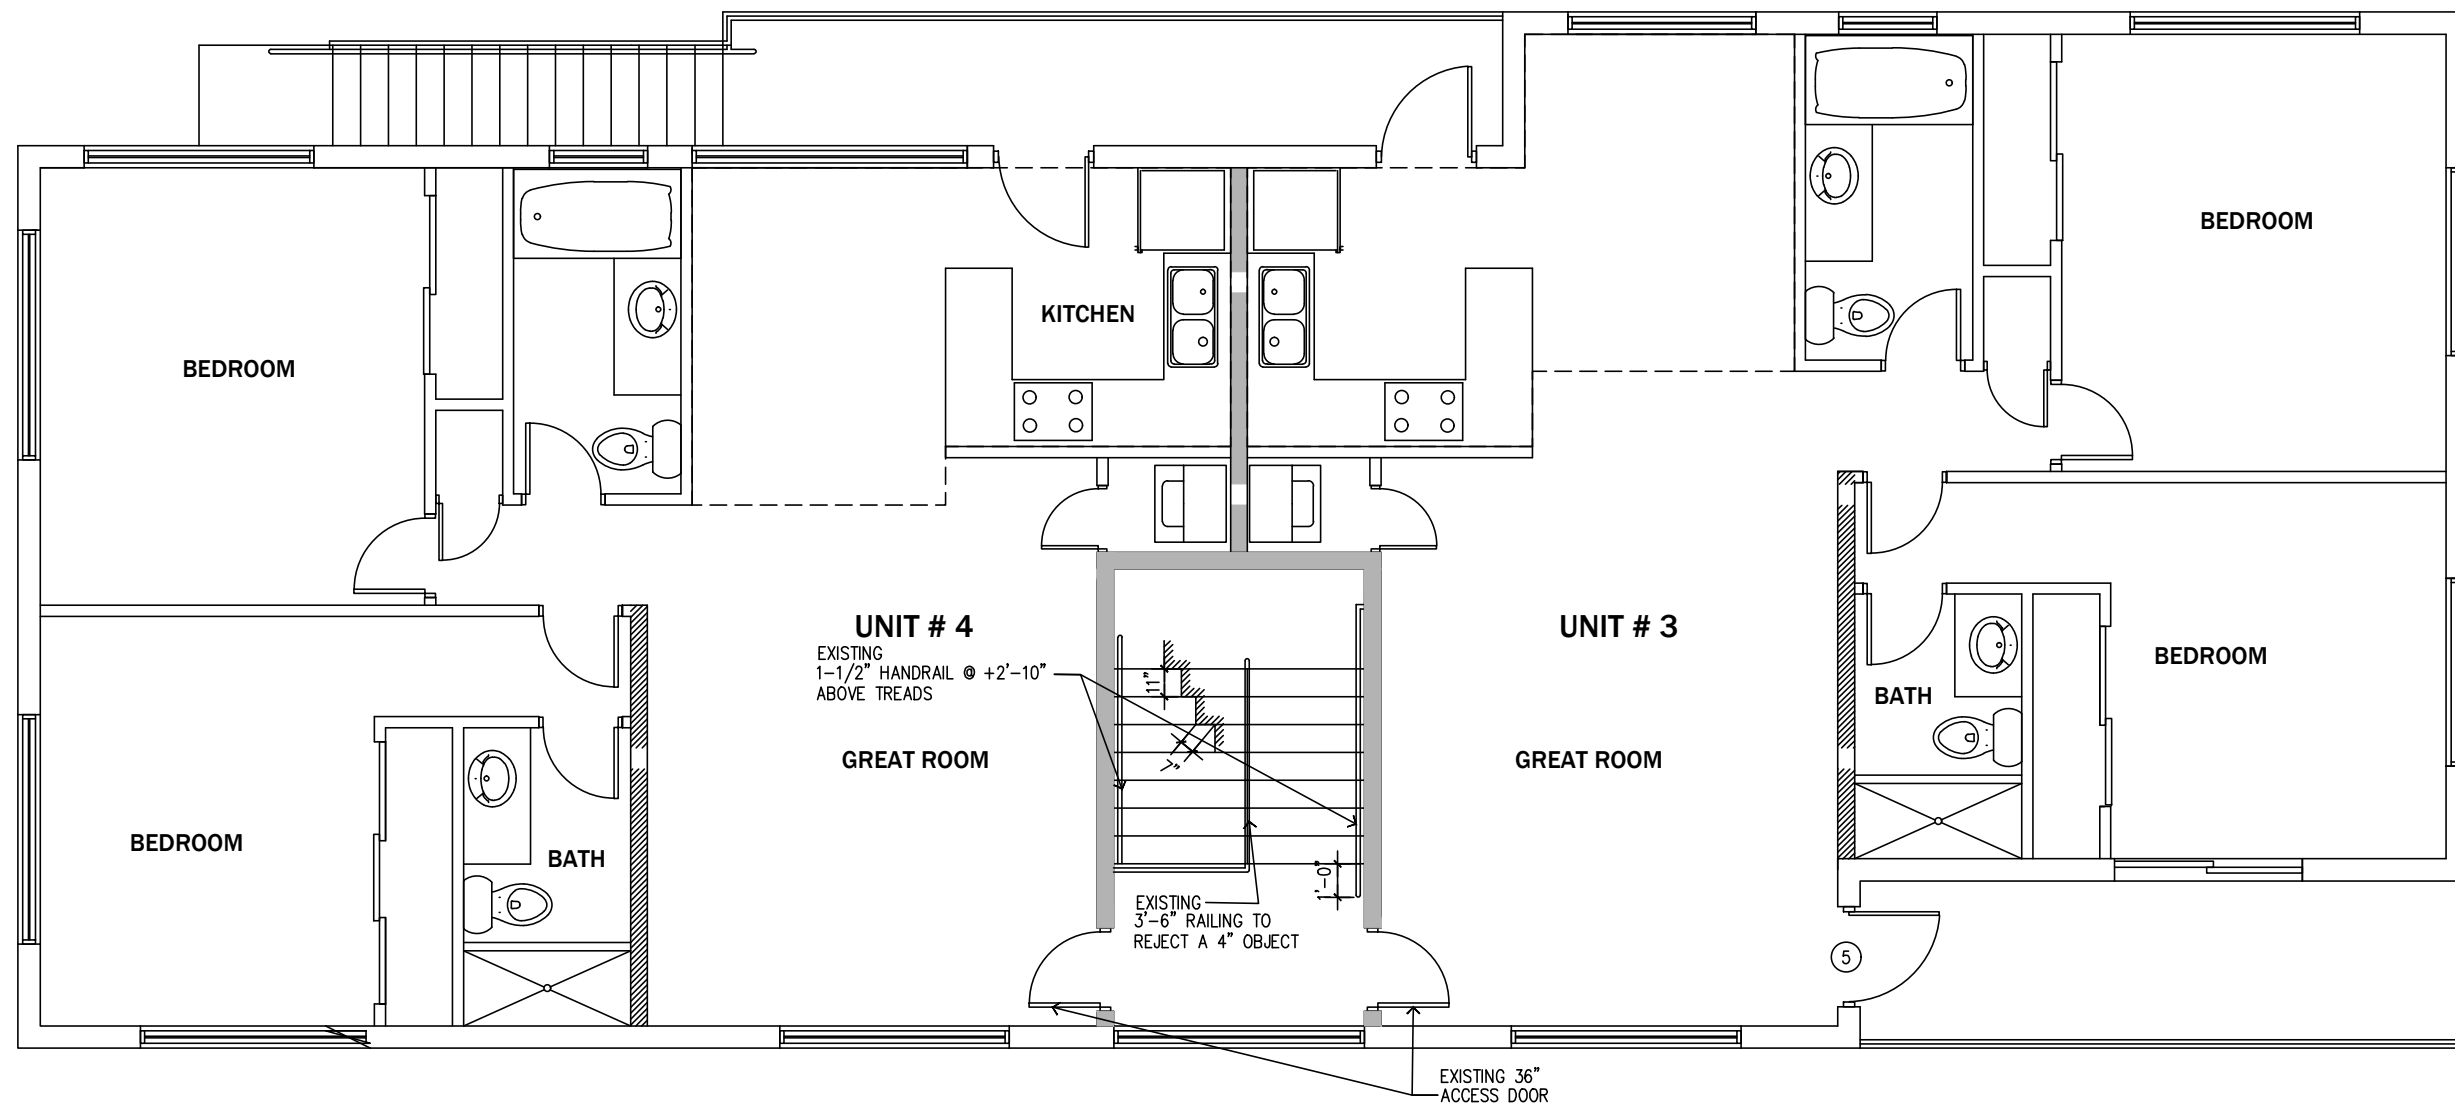 BEDROOM
KITCHEN
BEDROOM
UNIT # 4
UNIT # 3
EXISTING
1-1/2" HANDRAIL @ +2'-10"
ABOVE TREADS
11"
7"
BEDROOM
BATH
GREAT ROOM
GREAT ROOM
BEDROOM
BATH
1'-0"
EXISTING
3'-6" RAILING TO
REJECT A 4" OBJECT
5
EXISTING 36"
ACCESS DOOR